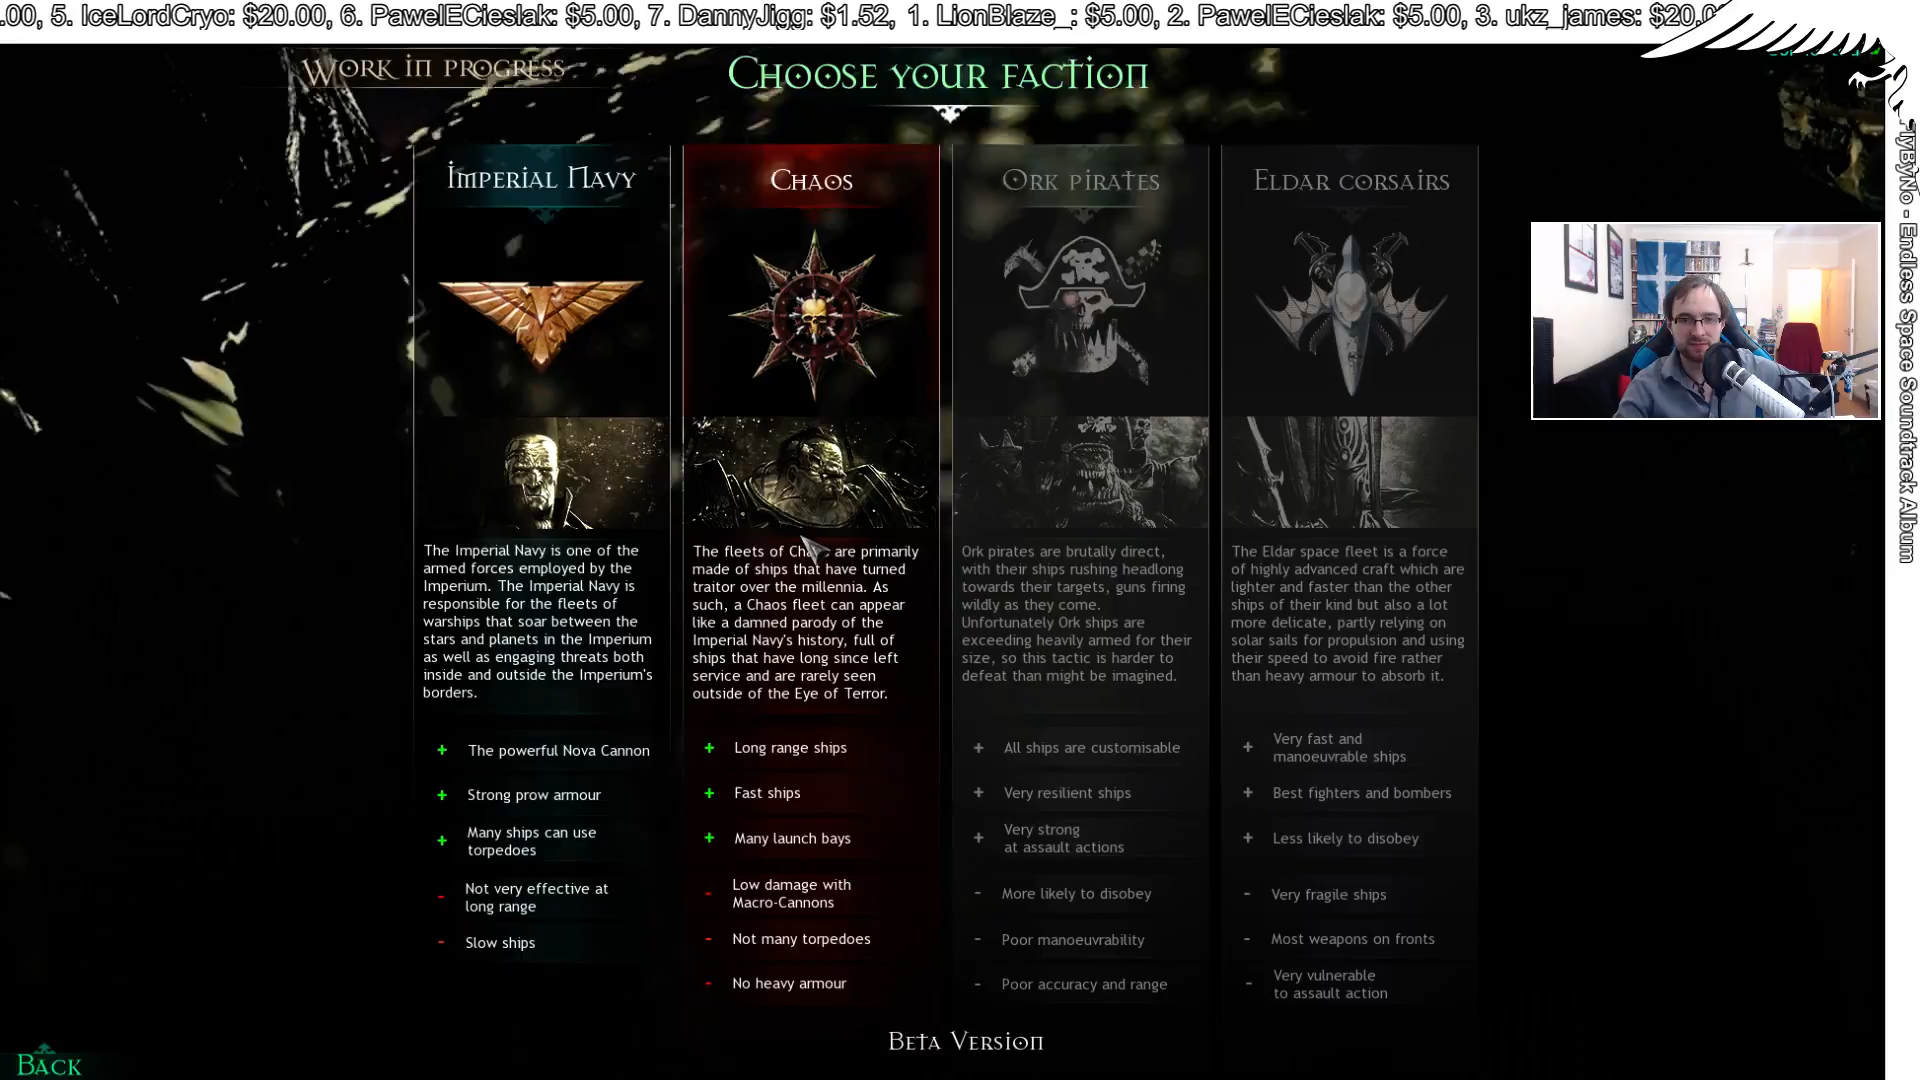 .00, 5. IceLordCryo: $20.00, 6. PawelECieslak: $5.00, 7. DannyJigg: $1.52, 1. LionBlaze_: $5.00, 2. PawelECieslak: $5.00, 3. ukz_james: $20.0
Work in progress
Choose your faction
Imperial Navy
The Imperial Navy is one of the
armed forces employed by the
Imperium. The Imperial Navy is
responsible for the fleets of
warships that soar between the
stars and planets in the Imperium
as well as engaging threats both
inside and outside the Imperium's
borders.
+ The powerful Nova Cannon
+ Strong prow armour
+ Many ships can use
torpedoes
- Not very effective at
long range
- Slow ships
Chaos
The fleets of are primarily
made of ships that have turned
traitor over the millennia. As
such, a Chaos fleet can appear
like a damned parody of the
Imperial Navy's history, full of
ships that have long since left
service and are rarely seen
outside of the Eye of Terror.
+ Long range ships
+ Fast ships
+ Many launch bays
- Low damage with
Macro-Cannons
- Not many torpedoes
- No heavy armour
Ork pirates
Ork pirates are brutally direct,
with their ships rushing headlong
towards their targets, guns firing
wildly as they come.
Unfortunately Ork ships are
exceeding heavily armed for their
size, so this tactic is harder to
defeat than might be imagined.
+ All ships are customisable
+ Very resilient ships
+ Very strong
at assault actions
- More likely to disobey
- Poor manoeuvrability
- Poor accuracy and range
Eldar corsairs
The Eldar space fleet is a force
of highly advanced craft which are
lighter and faster than the other
ships of their kind but also a lot
more delicate, partly relying on
solar sails for propulsion and using
their speed to avoid fire rather
than heavy armour to absorb it.
+ Very fast and
manoeuvrable ships
+ Best fighters and bombers
+ Less likely to disobey
- Very fragile ships
- Most weapons on fronts
- Very vulnerable
to assault action
FlyByNo - Endless Space Soundtrack Album
Beta Version
Back